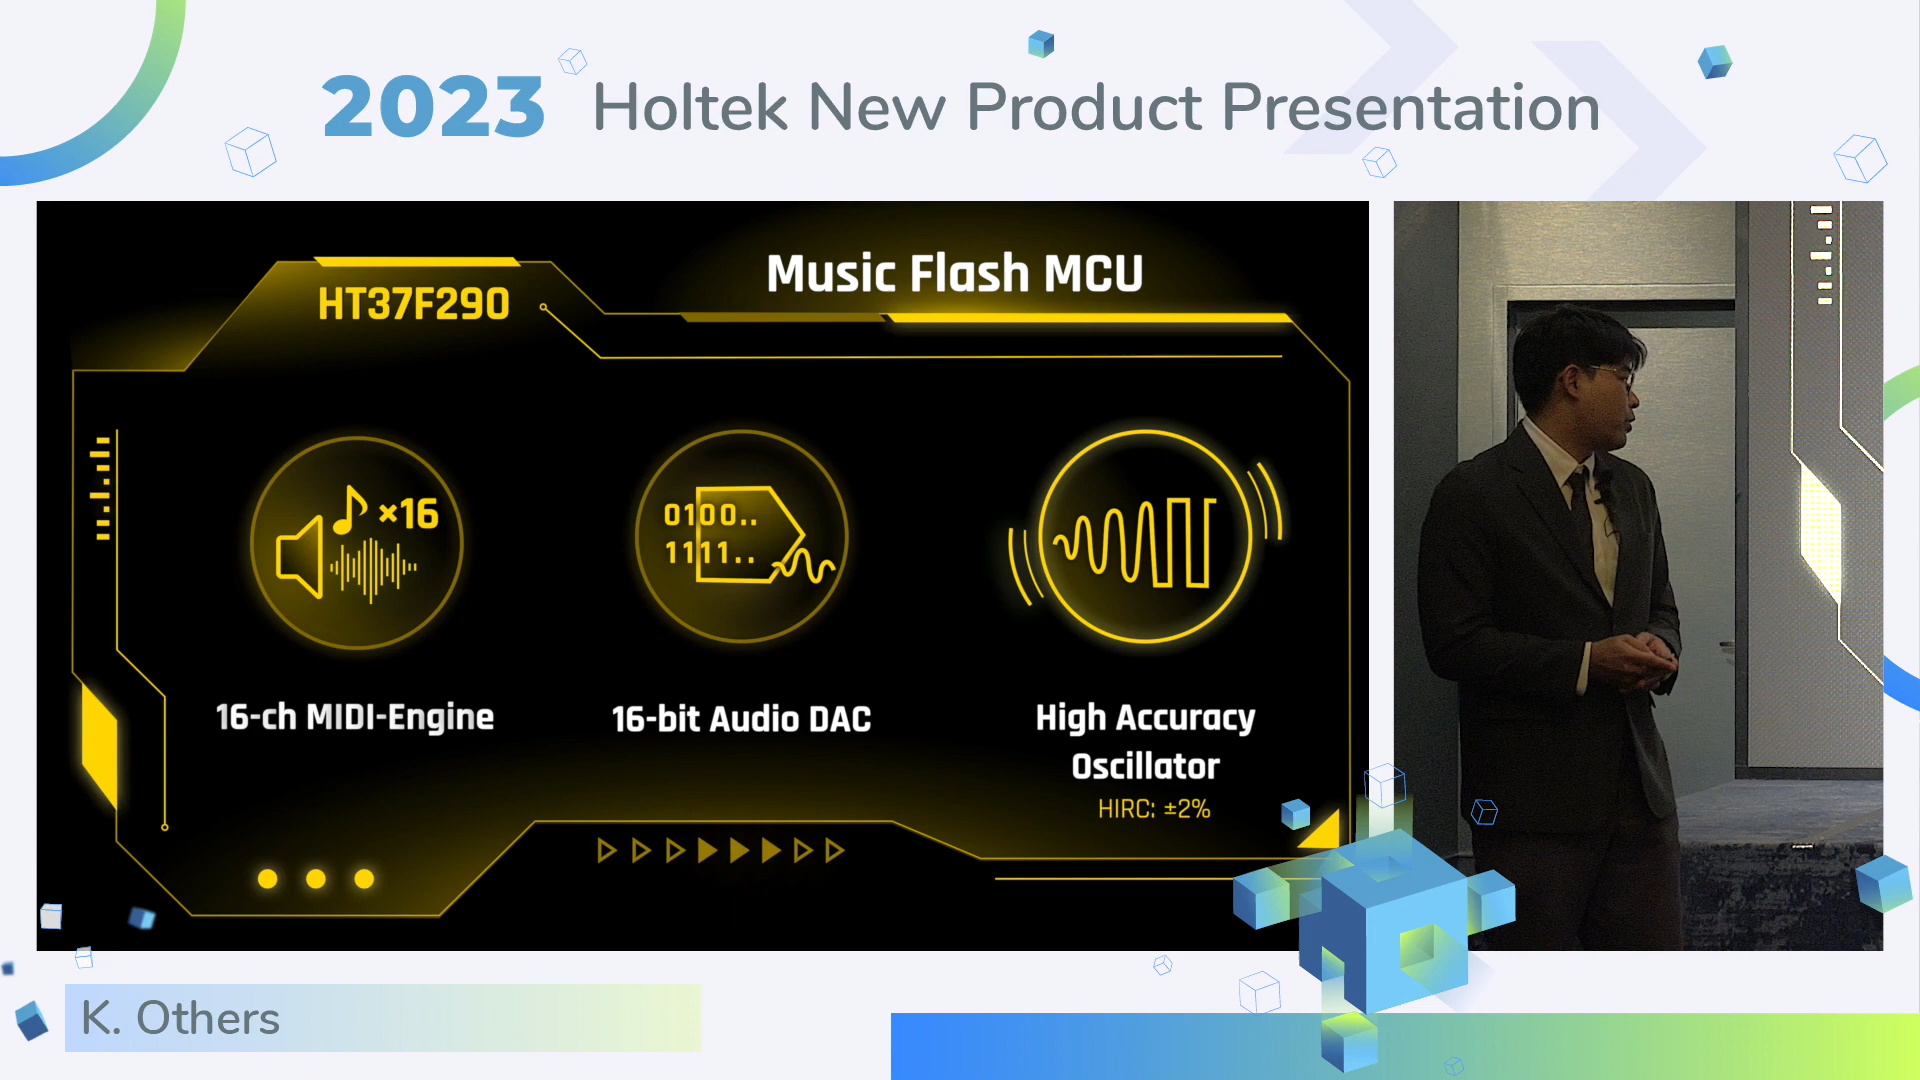 2023 Holtek New Product Presentation
HT37F290
Music Flash MCU
×16
0100..
1111..
16-ch MIDI-Engine
16-bit Audio DAC
High Accuracy
Oscillator
HIRC: ±2%
K. Others